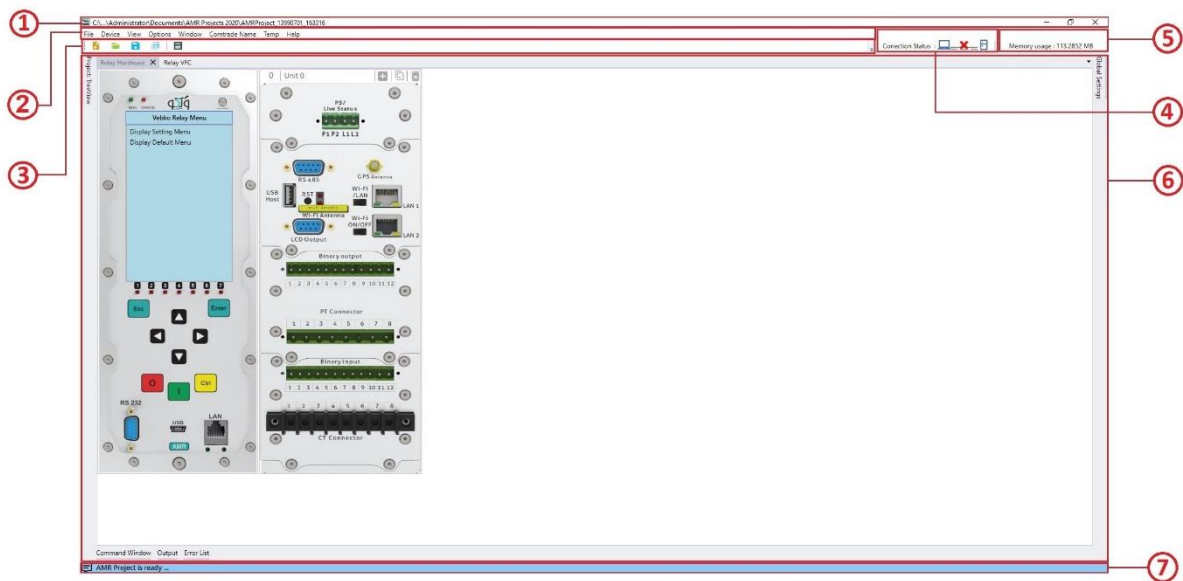 1
C:\...\Administrator\Documents\AMR Projects 2020\AMRProject_13990701_163316
2
File Device View Options Window Comtrade Name Temp Help
3
Conection Status :
4
Memory usage : 113.2852 MB
5
Relay Hardware X Relay VFC
Project TreeView
Global Settings
6
0 Unit 0
Vebko Relay Menu
Display Setting Menu
Display Default Menu
1 2 3 4 5 6 7
Esc
Enter
O
I
Ctrl
RS 232
USB
LAN
AMR
PS/
Live Status
P1 P2 L1 L2
RS 485
GPS Antenna
USB
Host
RST
WI-FI
/LAN
LAN 1
WI-FI Antenna
WI-FI
ON/OFF
LCD Output
LAN 2
Binary output
1 2 3 4 5 6 7 8 9 10 11 12
PT Connector
1 2 3 4 5 6 7 8
Binary input
1 2 3 4 5 6 7 8 9 10 11 12
1 2 3 4 5 6 7 8
CT Connector
Command Window Output Error List
AMR Project is ready ...
7